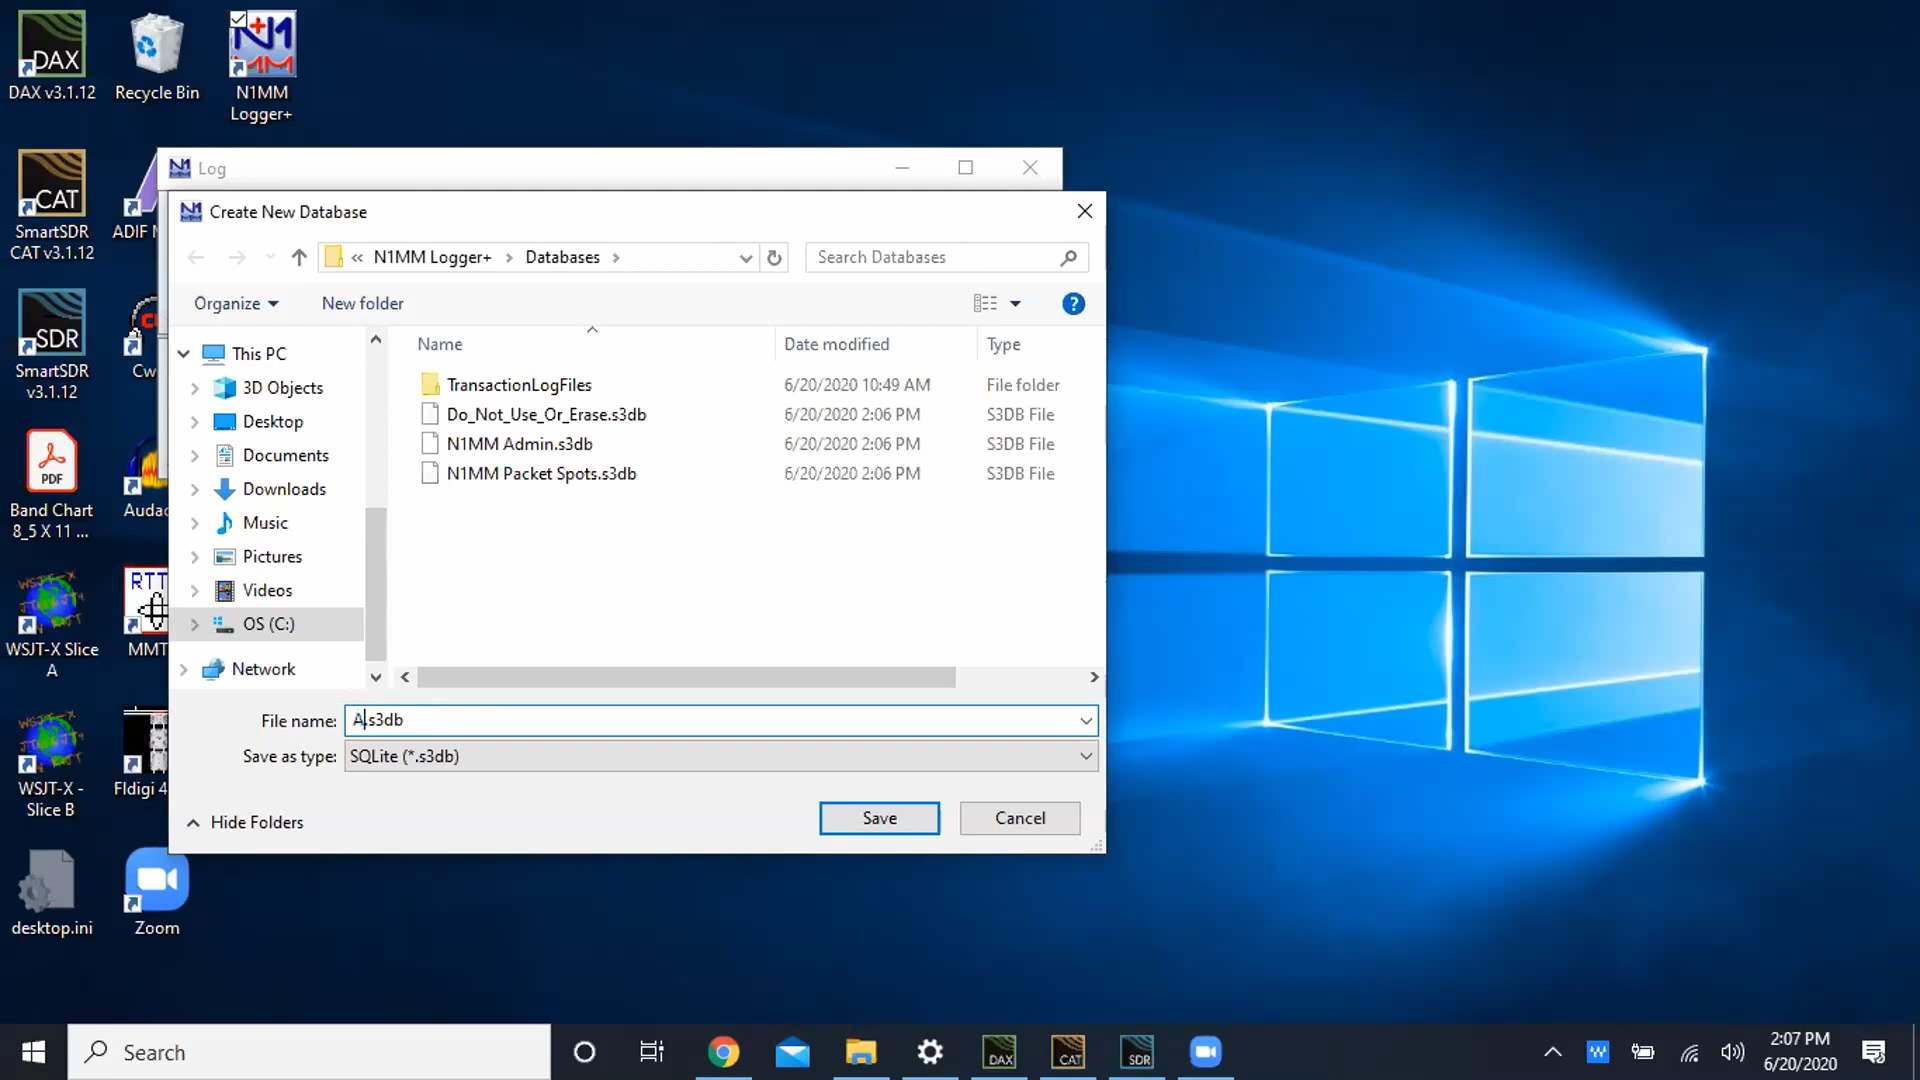 DAX
DAX v3.1.12
Recycle Bin
N1MM
Logger+
CAT
SmartSDR
CAT v3.1.12
ADIF
SDR
SmartSDR
v3.1.12
PDF
Band Chart
8_5 X 11 ...
WSJT-X Slice
A
WSJT-X -
Slice B
Fldigi 4
desktop.ini
Zoom
Log
Create New Database
« N1MM Logger+ > Databases >
Search Databases
Organize
New folder
Name
Date modified
Type
This PC
3D Objects
Desktop
Documents
Downloads
Music
Pictures
Videos
OS (C:)
Network
TransactionLogFiles 6/20/2020 10:49 AM File folder
Do_Not_Use_Or_Erase.s3db 6/20/2020 2:06 PM S3DB File
N1MM Admin.s3db 6/20/2020 2:06 PM S3DB File
N1MM Packet Spots.s3db 6/20/2020 2:06 PM S3DB File
File name: A.s3db
Save as type: SQLite (*.s3db)
Hide Folders
Save
Cancel
Search
DAX
CAT
SDR
2:07 PM
6/20/2020